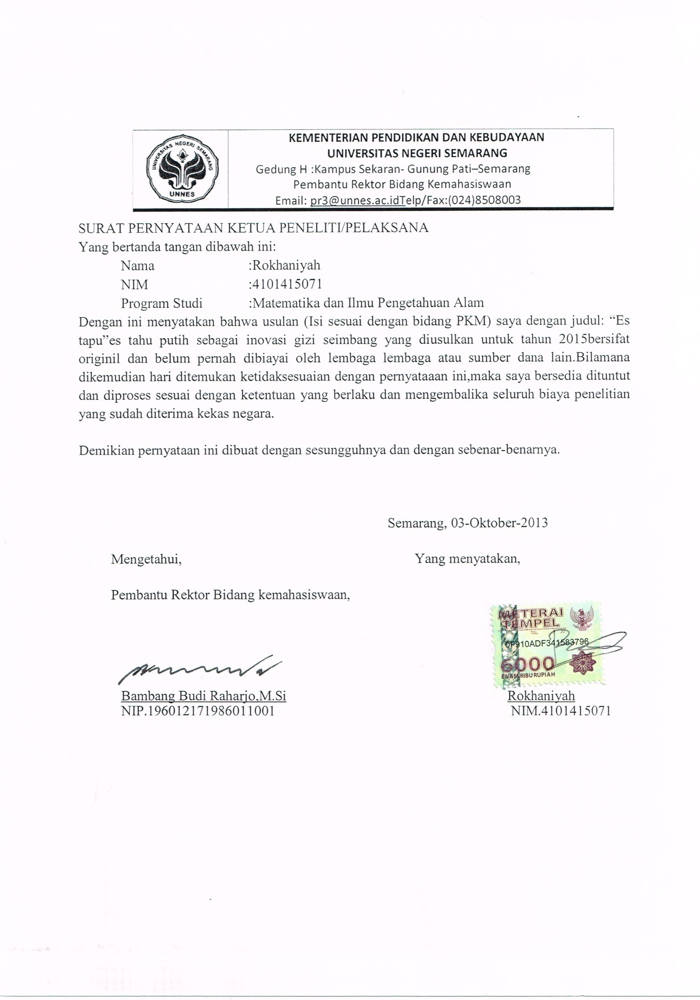 UNIVERSITAS NEGERI SEMARANG
UNNES
KEMENTERIAN PENDIDIKAN DAN KEBUDAYAAN
UNIVERSITAS NEGERI SEMARANG
Gedung H :Kampus Sekaran- Gunung Pati–Semarang
Pembantu Rektor Bidang Kemahasiswaan
Email: pr3@unnes.ac.idTelp/Fax:(024)8508003
SURAT PERNYATAAN KETUA PENELITI/PELAKSANA
Yang bertanda tangan dibawah ini:
Nama :Rokhaniyah
NIM :4101415071
Program Studi :Matematika dan Ilmu Pengetahuan Alam
Dengan ini menyatakan bahwa usulan (Isi sesuai dengan bidang PKM) saya dengan judul: “Es
tapu”es tahu putih sebagai inovasi gizi seimbang yang diusulkan untuk tahun 2015bersifat
originil dan belum pernah dibiayai oleh lembaga lembaga atau sumber dana lain.Bilamana
dikemudian hari ditemukan ketidaksesuaian dengan pernyataaan ini,maka saya bersedia dituntut
dan diproses sesuai dengan ketentuan yang berlaku dan mengembalika seluruh biaya penelitian
yang sudah diterima kekas negara.
Demikian pernyataan ini dibuat dengan sesungguhnya dan dengan sebenar-benarnya.
Semarang, 03-Oktober-2013
Mengetahui, Yang menyatakan,
Pembantu Rektor Bidang kemahasiswaan,
METERAI
TEMPEL
TGL. 20
0F910ADF341583796
6000
ENAM RIBU RUPIAH
Bambang Budi Raharjo,M.Si Rokhaniyah
NIP.196012171986011001 NIM.4101415071